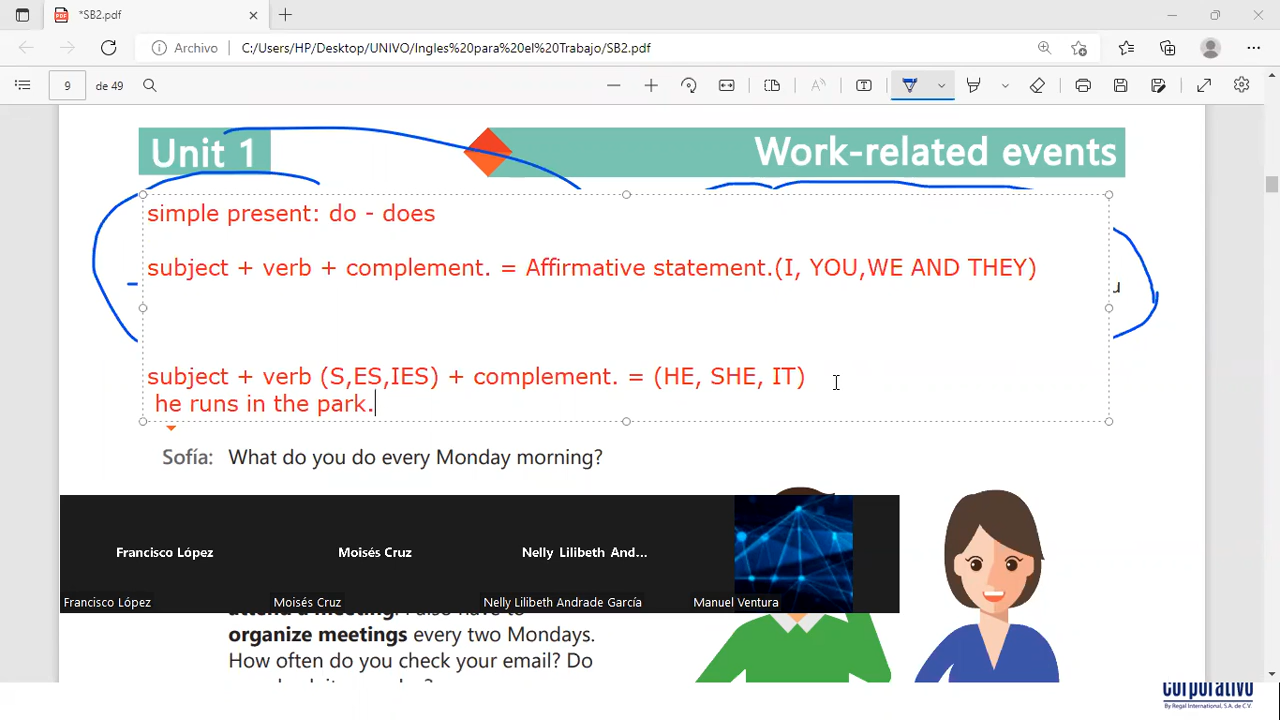 *SB2.pdf
Archivo
C:/Users/HP/Desktop/UNIVO/Ingles%20para%20el%20Trabajo/SB2.pdf
9 de 49
Unit 1
Work-related events
simple present: do - does
subject + verb + complement. = Affirmative statement.(I, YOU,WE AND THEY)
u
subject + verb (S,ES,IES) + complement. = (HE, SHE, IT)
he runs in the park.
Sofía: What do you do every Monday morning?
Francisco López
Moisés Cruz
Nelly Lilibeth And...
Francisco López
Moisés Cruz
Nelly Lilibeth Andrade García
Manuel Ventura
organize meetings every two Mondays.
How often do you check your email? Do
Corporativo
By Regal International, S.A. de C.V.